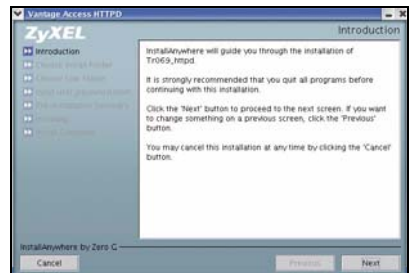 Vantage Access HTTPD
ZyXEL
Introduction
Introduction
Choose Install Folder
InstallAnywhere will guide you through the installation of
Tr069_httpd.
It is strongly recommended that you quit all programs before
continuing with this installation.
Click the 'Next' button to proceed to the next screen. If you want
to change something on a previous screen, click the 'Previous'
button.
You may cancel this installation at any time by clicking the 'Cancel'
button.
InstallAnywhere by Zero G
Cancel
Previous
Next